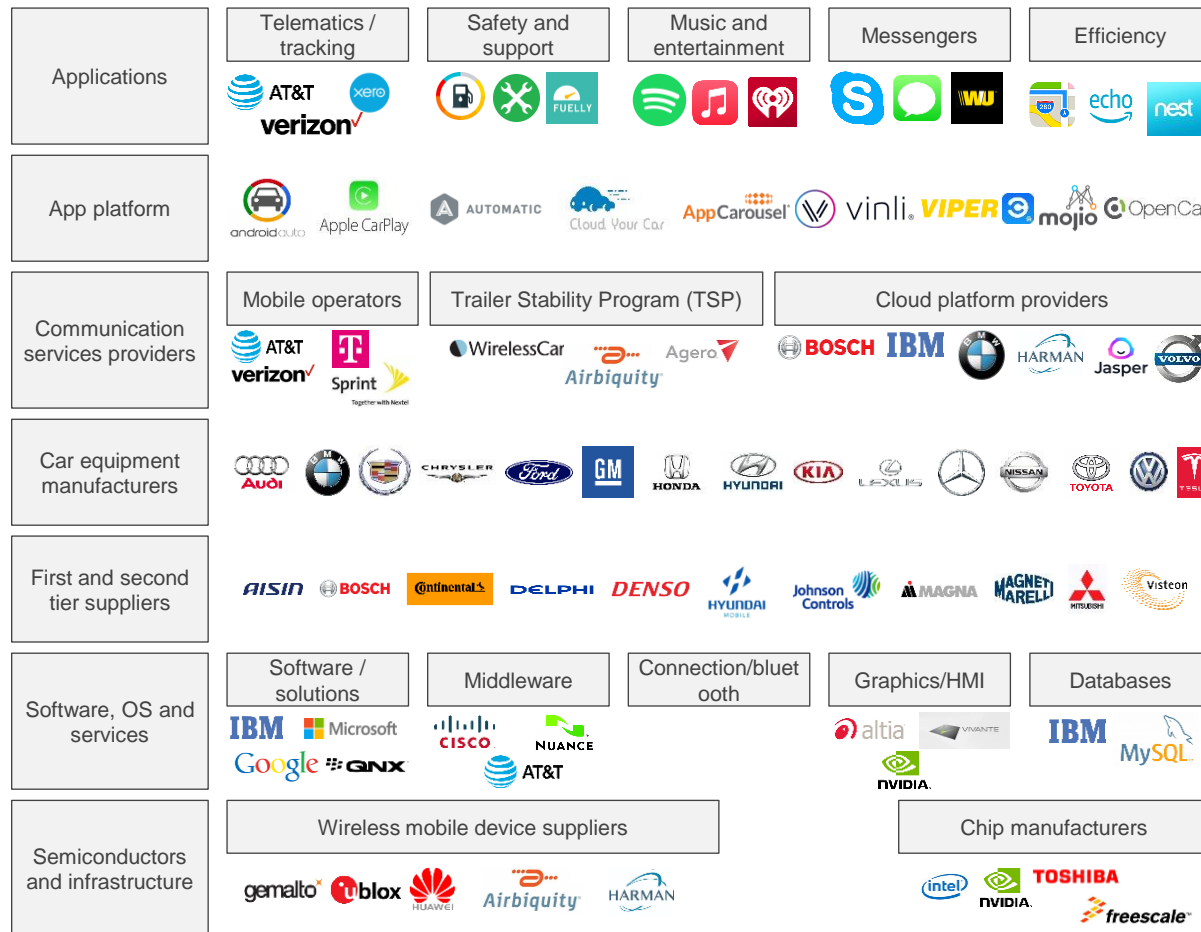 Applications
Telematics /
tracking
Safety and
support
Music and
entertainment
Messengers
Efficiency
AT&T
xero
verizon
FUELLY
S
WU
280
echo
nest
App platform
androidauto
Apple CarPlay
AUTOMATIC
Cloud Your Car
AppCarousel
vinli.
VIPER
mojio
OpenCa
Communication
services providers
Mobile operators
Trailer Stability Program (TSP)
Cloud platform providers
AT&T
verizon
T
Sprint
Together with Nextel
WirelessCar
Airbiquity
Agero
BOSCH
IBM
BMW
HARMAN
Jasper
VOLVO
Car equipment
manufacturers
Audi
BMW
CHRYSLER
Ford
GM
HONDA
HYUNDAI
KIA
LEXUS
NISSAN
TOYOTA
TESL
First and second
tier suppliers
AISIN
BOSCH
Continental
DELPHI
DENSO
HYUNDAI
MOBILE
Johnson
Controls
MAGNA
MAGNETI
MARELLI
MITSUBISHI
Visteon
Software, OS and
services
Software /
solutions
Middleware
Connection/bluet
ooth
Graphics/HMI
Databases
IBM
Microsoft
Google
QNX
CISCO
NUANCE
AT&T
altia
VIVANTE
NVIDIA.
IBM
MySQL
Semiconductors
and infrastructure
Wireless mobile device suppliers
Chip manufacturers
gemalto
ublox
HUAWEI
Airbiquity
HARMAN
intel
NVIDIA.
TOSHIBA
freescale